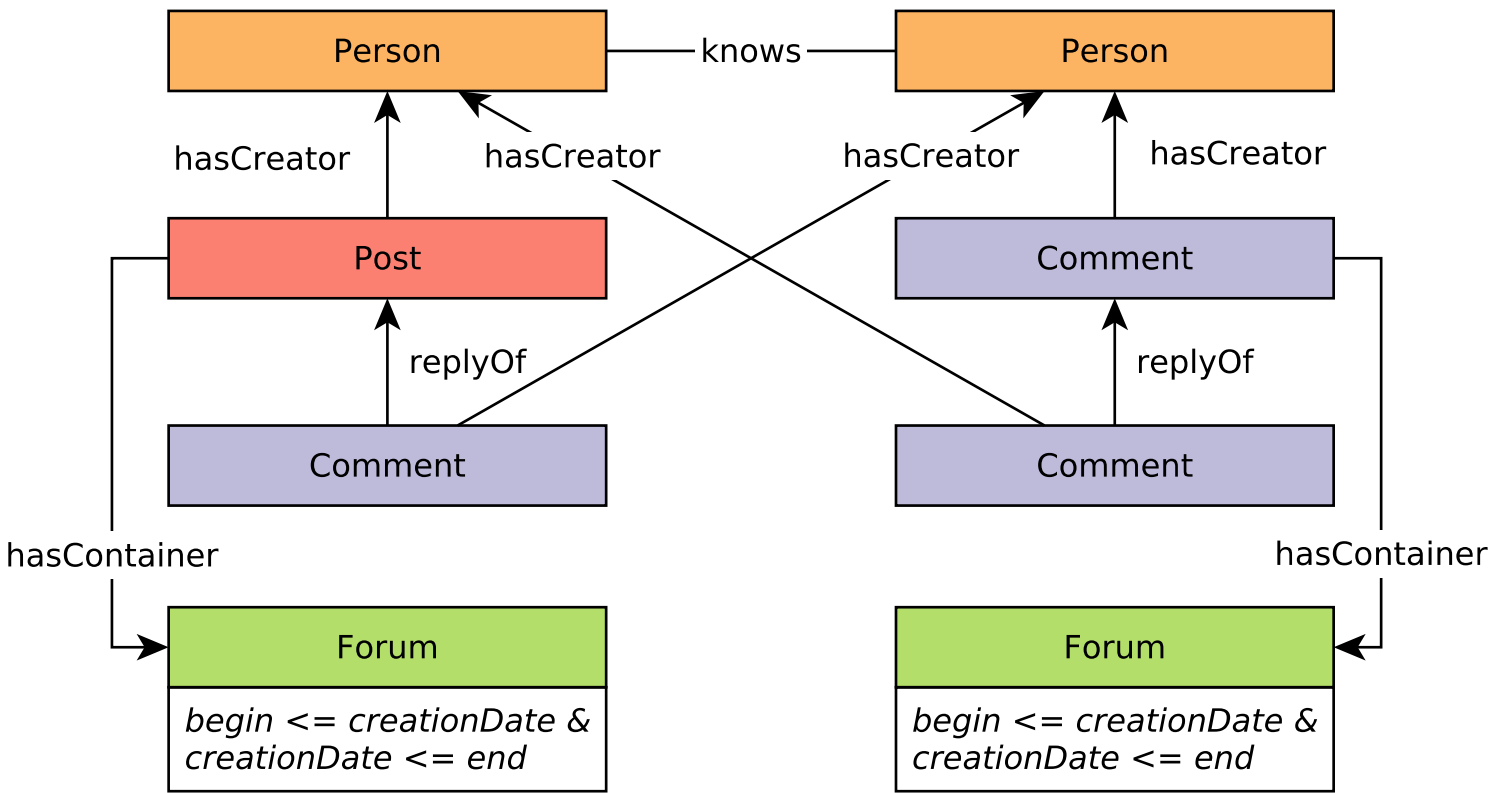 Person
knows
Person
hasCreator
hasCreator
hasCreator
hasCreator
Post
Comment
replyOf
replyOf
Comment
Comment
hasContainer
hasContainer
Forum
Forum
begin <= creationDate &
creationDate <= end
begin <= creationDate &
creationDate <= end